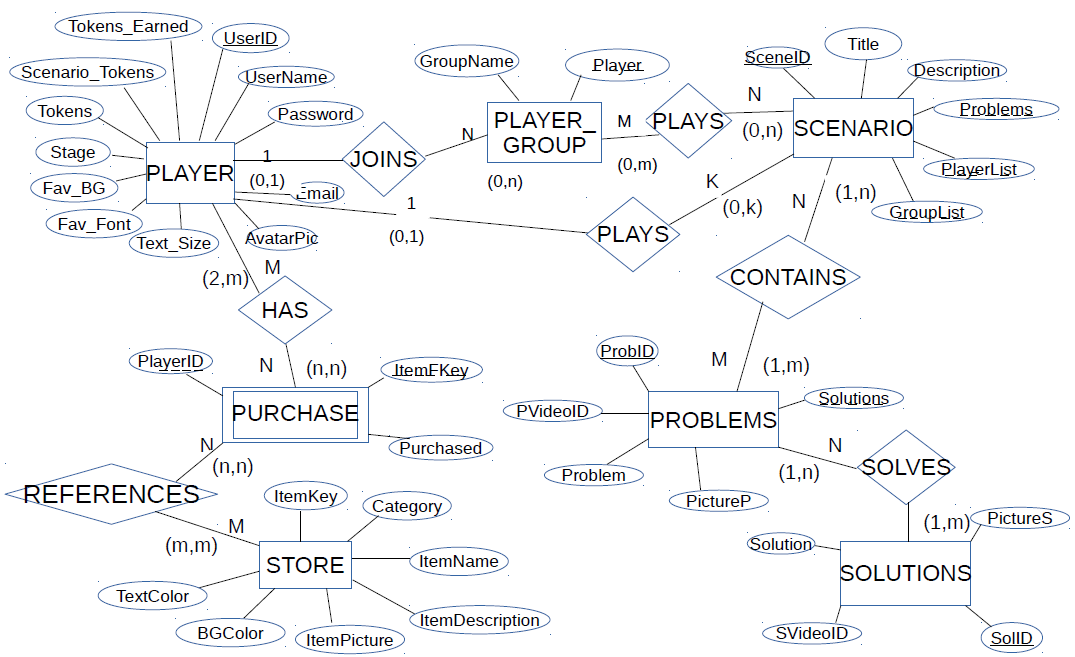 Tokens_Earned
UserID
Scenario_Tokens
UserName
Tokens
Password
Stage
Fav_BG
Fav_Font
Text_Size
AvatarPic
Email
PLAYER
1
(0,1)
JOINS
N
(0,n)
GroupName
Player
PLAYER_
GROUP
M
(0,m)
PLAYS
N
(0,n)
SceneID
Title
Description
Problems
PlayerList
GroupList
SCENARIO
1
(0,1)
PLAYS
K
(0,k)
N
(1,n)
CONTAINS
M
(1,m)
(2,m)
M
HAS
N
(n,n)
PlayerID
ItemFKey
PURCHASE
Purchased
N
(n,n)
REFERENCES
M
(m,m)
ItemKey
Category
ItemName
STORE
TextColor
BGColor
ItemPicture
ItemDescription
ProbID
PVideoID
Solutions
PROBLEMS
Problem
PictureP
N
(1,n)
SOLVES
(1,m)
PictureS
Solution
SOLUTIONS
SVideoID
SolID